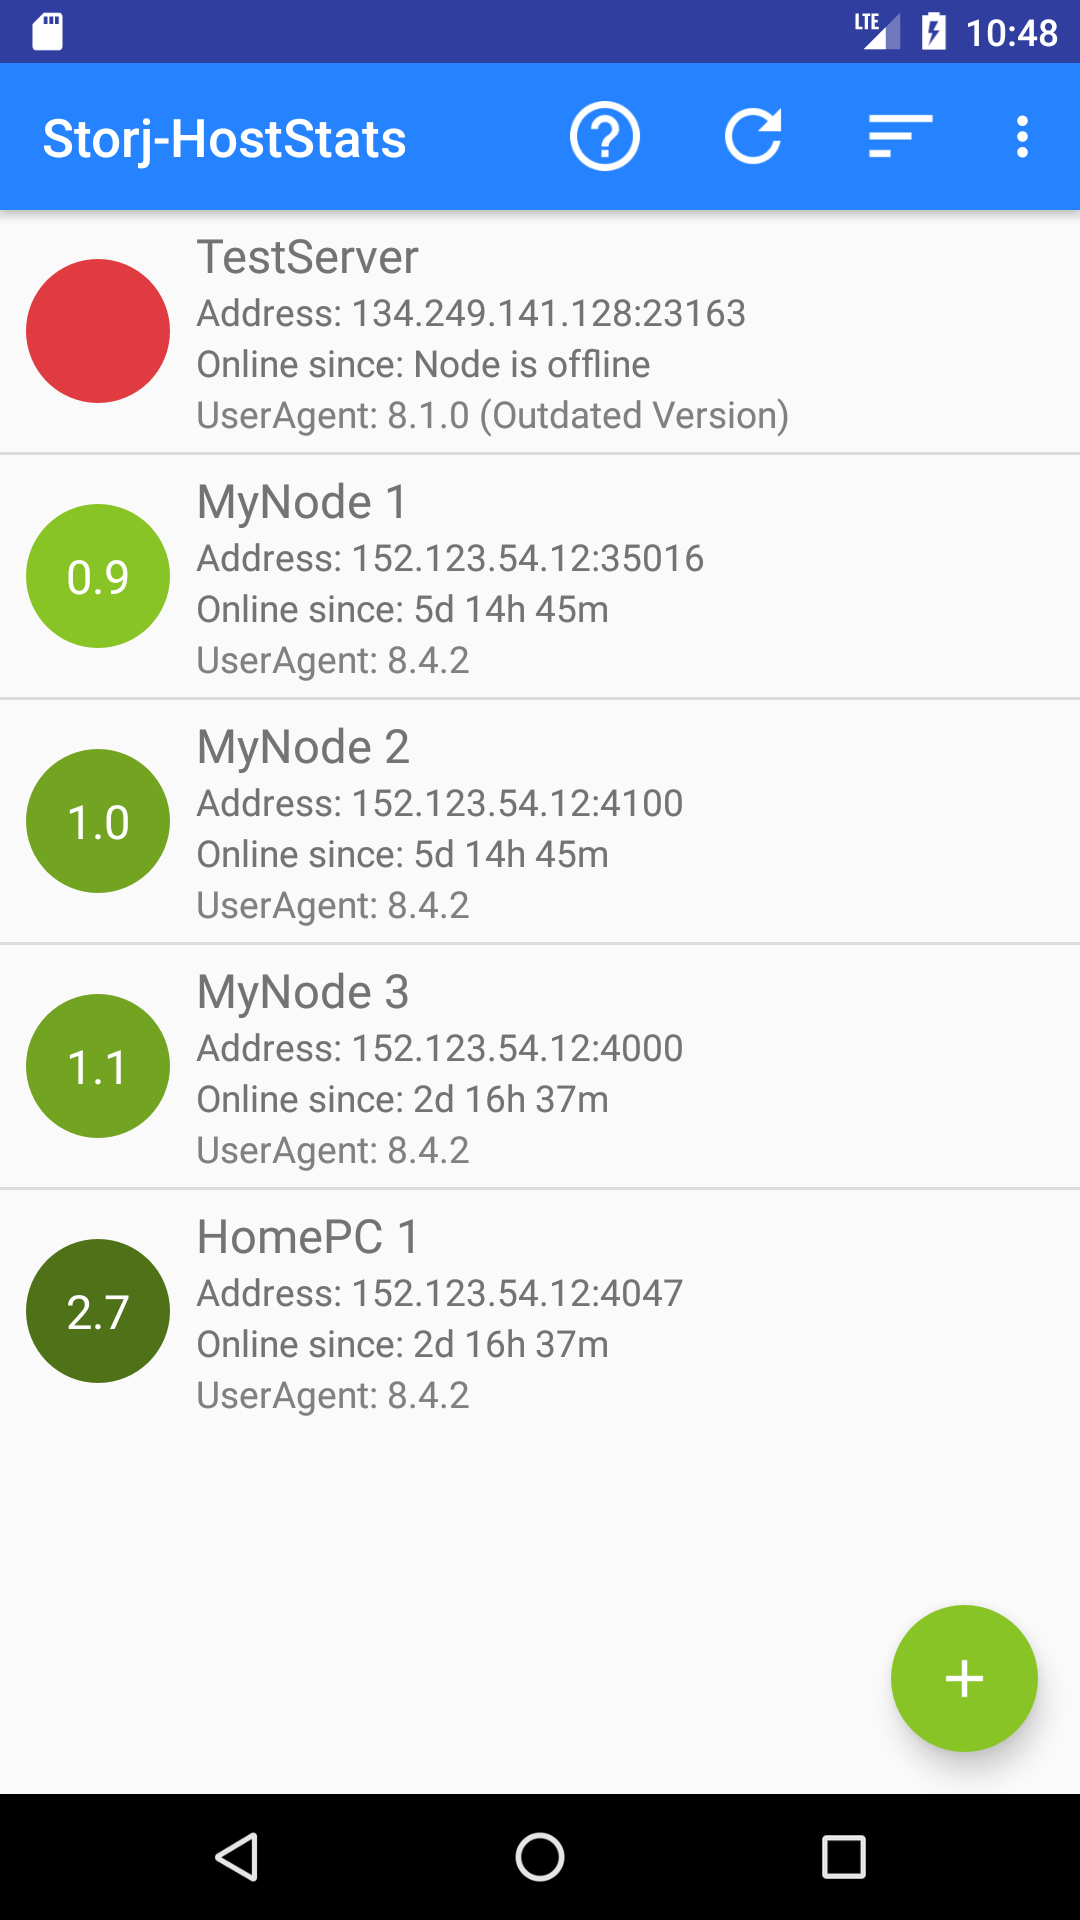 LTE 10:48
Storj-HostStats
TestServer
Address: 134.249.141.128:23163
Online since: Node is offline
UserAgent: 8.1.0 (Outdated Version)
0.9
MyNode 1
Address: 152.123.54.12:35016
Online since: 5d 14h 45m
UserAgent: 8.4.2
1.0
MyNode 2
Address: 152.123.54.12:4100
Online since: 5d 14h 45m
UserAgent: 8.4.2
1.1
MyNode 3
Address: 152.123.54.12:4000
Online since: 2d 16h 37m
UserAgent: 8.4.2
2.7
HomePC 1
Address: 152.123.54.12:4047
Online since: 2d 16h 37m
UserAgent: 8.4.2